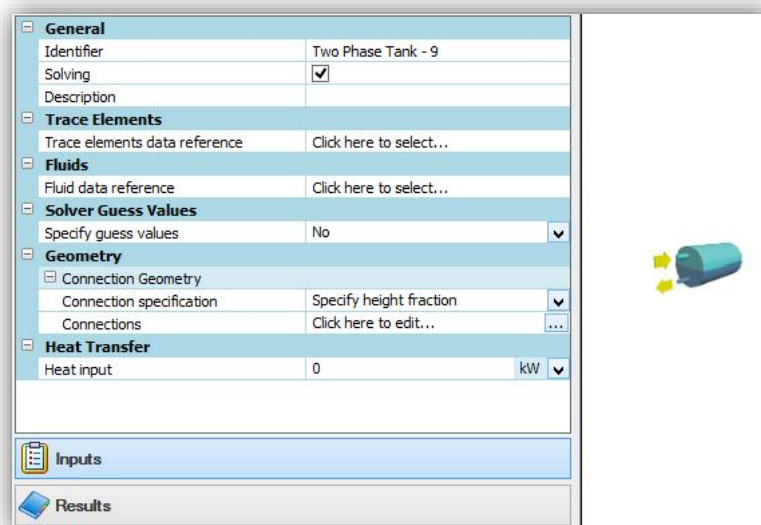 General
Identifier Two Phase Tank - 9
Solving
Description
Trace Elements
Trace elements data reference Click here to select...
Fluids
Fluid data reference Click here to select...
Solver Guess Values
Specify guess values No
Geometry
Connection Geometry
Connection specification Specify height fraction
Connections Click here to edit... ...
Heat Transfer
Heat input 0 kW
Inputs
Results